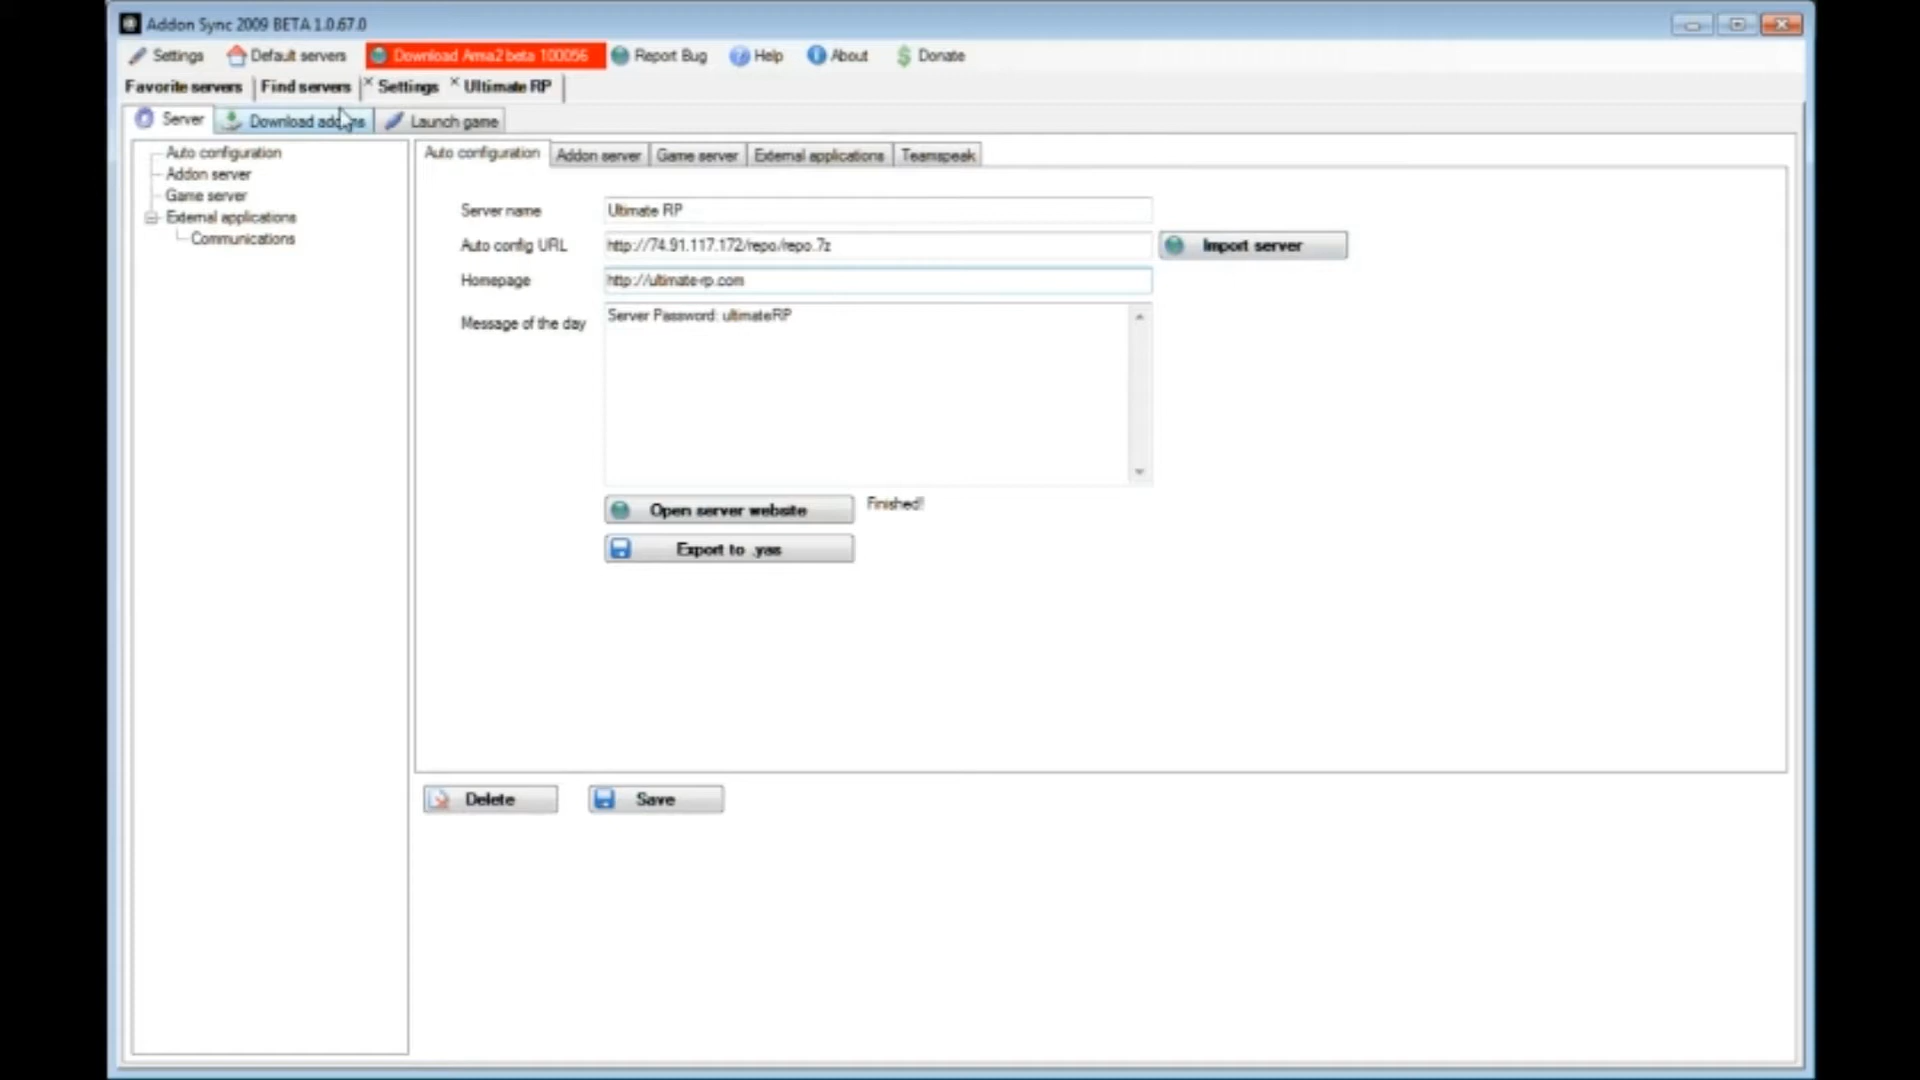 Addon Sync 2009 BETA 1.0.67.0
Settings Default servers Download Arma2 beta 100056 Report Bug Help About Donate
Favorite servers Find servers Settings Ultimate RP
Server Download addons Launch game
Auto configuration
Addon server
Game server
External applications
Communications
Auto configuration Addon server Game server External applications Teamspeak
Server name Ultimate RP
Auto config URL http://74.91.117.172/repo/repo.7z Import server
Homepage http://ultimate-rp.com
Message of the day Server Password: ultimateRP
Open server website Finished!
Export to .yas
Delete Save